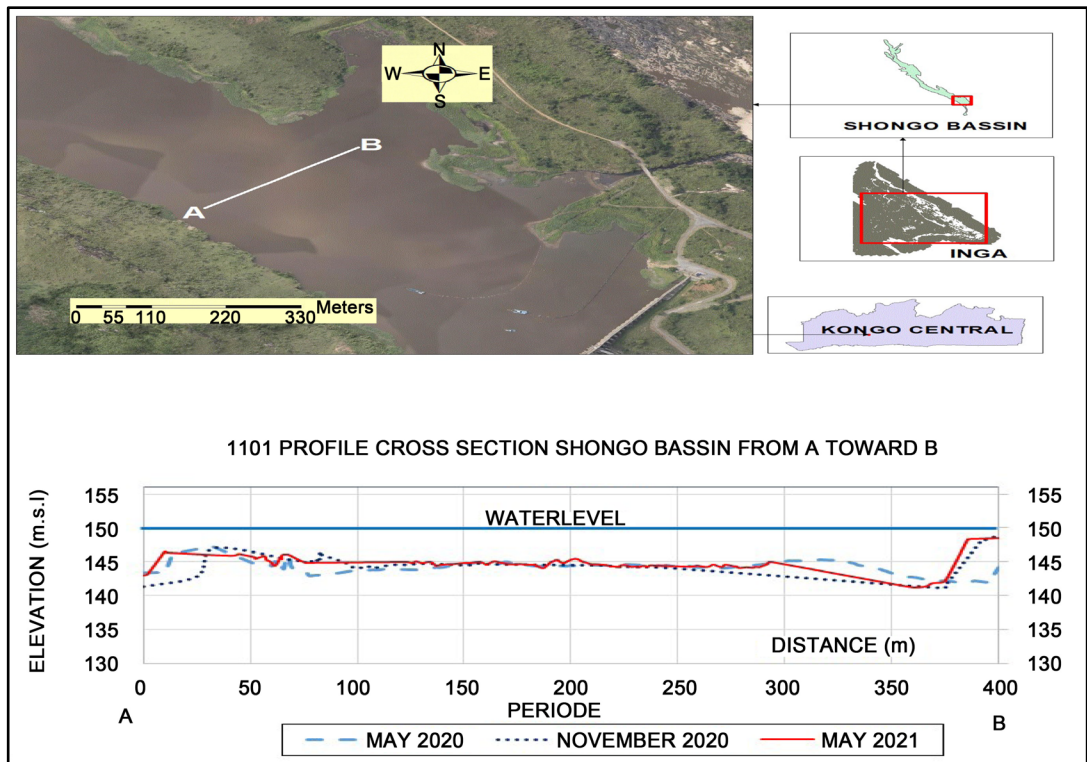 N
W E
S
B
A
Meters
0 55 110 220 330
SHONGO BASSIN
INGA
KONGO CENTRAL
1101 PROFILE CROSS SECTION SHONGO BASSIN FROM A TOWARD B
ELEVATION (m.s.l)
155 155
150 WATERLEVEL 150
145 145
140 140
135 DISTANCE (m) 135
130 130
0 50 100 150 200 250 300 350 400
A PERIODE B
MAY 2020 NOVEMBER 2020 MAY 2021